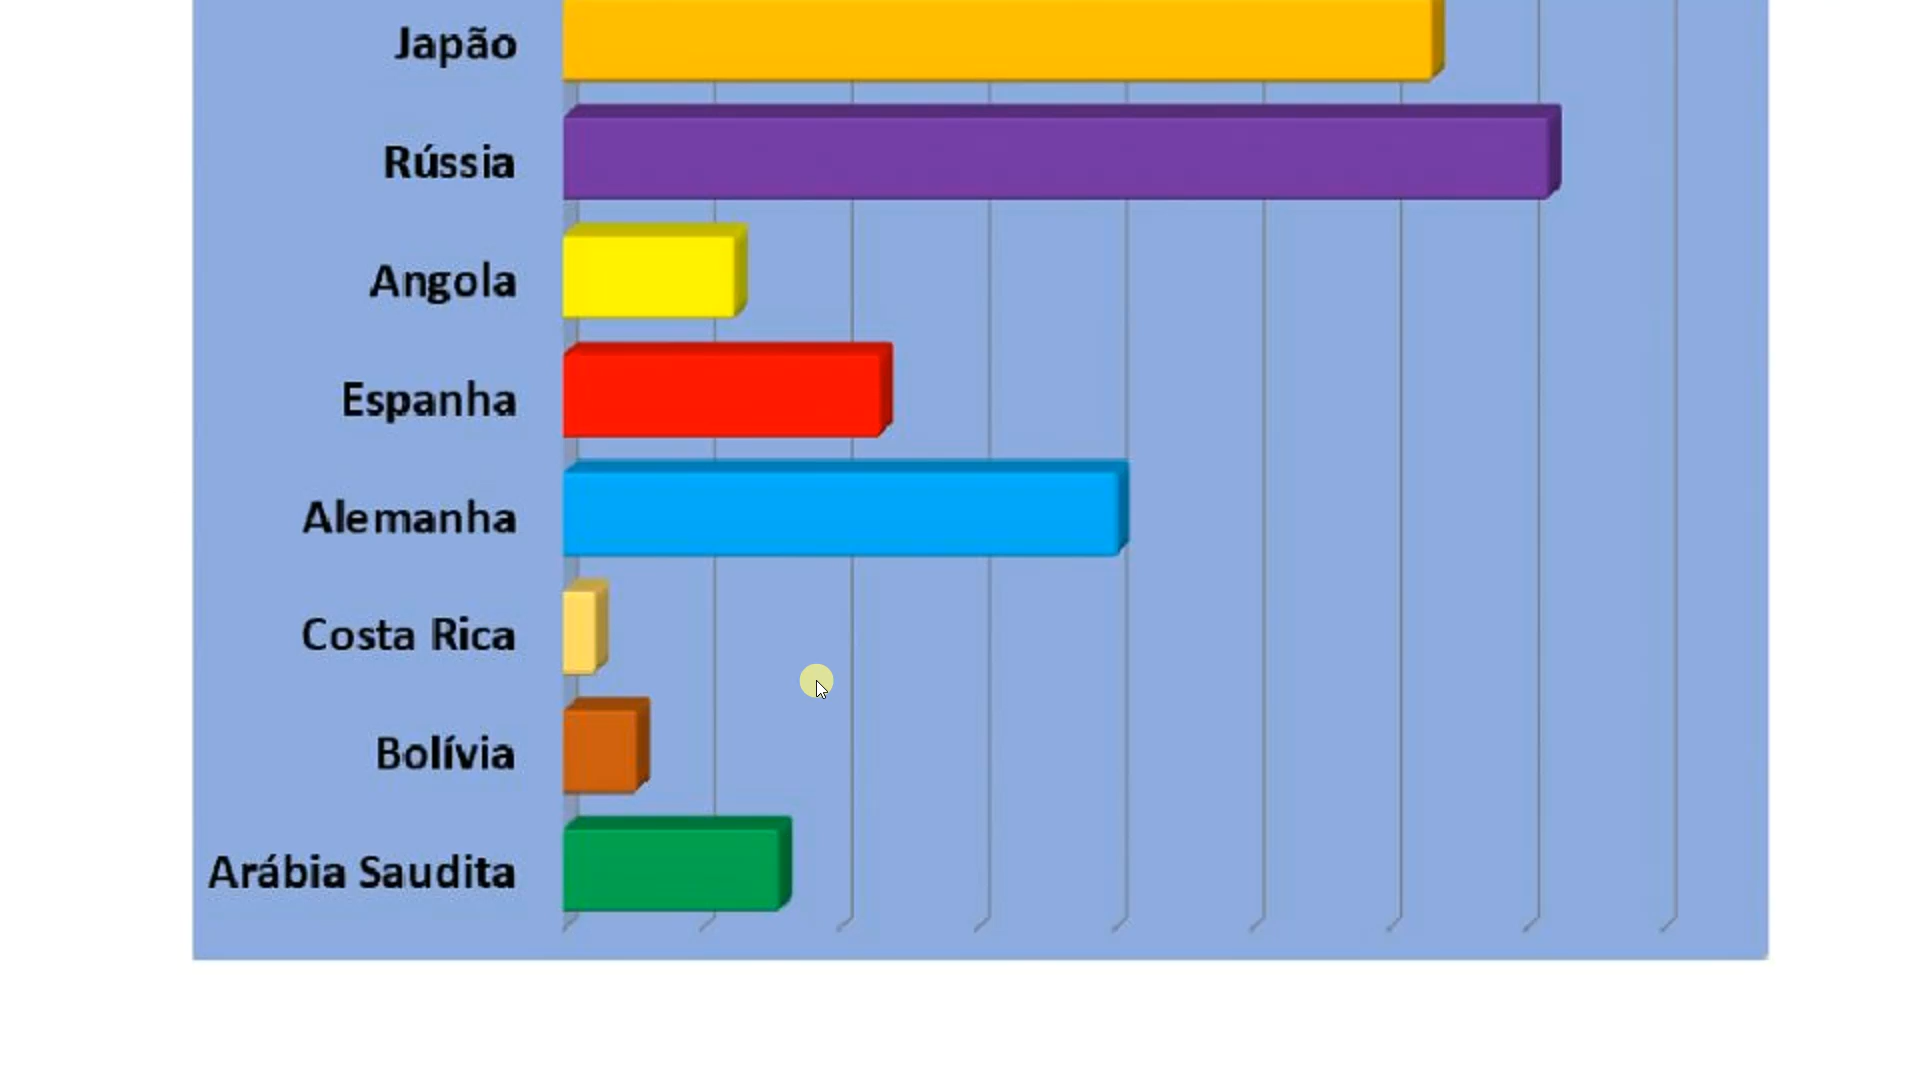 Japão
Rússia
Angola
Espanha
Alemanha
Costa Rica
Bolívia
Arábia Saudita